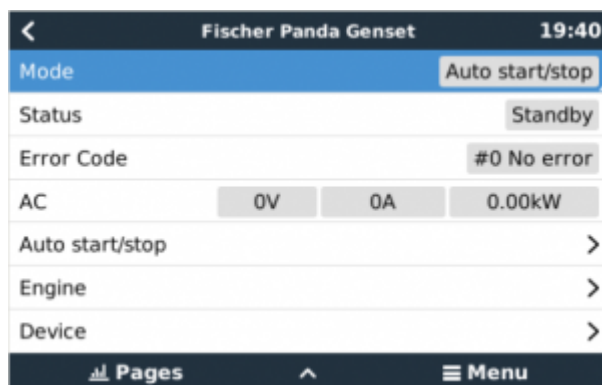 Fischer Panda Genset 19:40
Mode Auto start/stop
Status Standby
Error Code #0 No error
AC 0V 0A 0.00kW
Auto start/stop
Engine
Device
Pages Menu